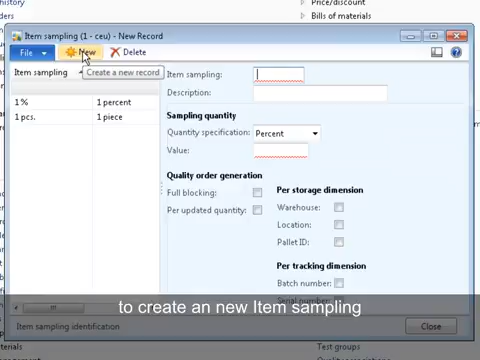 history
Price/discount
Bills of materials
Item sampling (1 - ceu) - New Record
File
New
Delete
Item sampling
Create a new record
Item sampling:
Description:
1 %
1 percent
1 pcs.
1 piece
Sampling quantity
Quantity specification:
Percent
Value:
Quality order generation
Full blocking:
Per updated quantity:
Per storage dimension
Warehouse:
Location:
Pallet ID:
Per tracking dimension
Batch number:
Serial number:
to create an new Item sampling
Item sampling identification
Close
Test groups